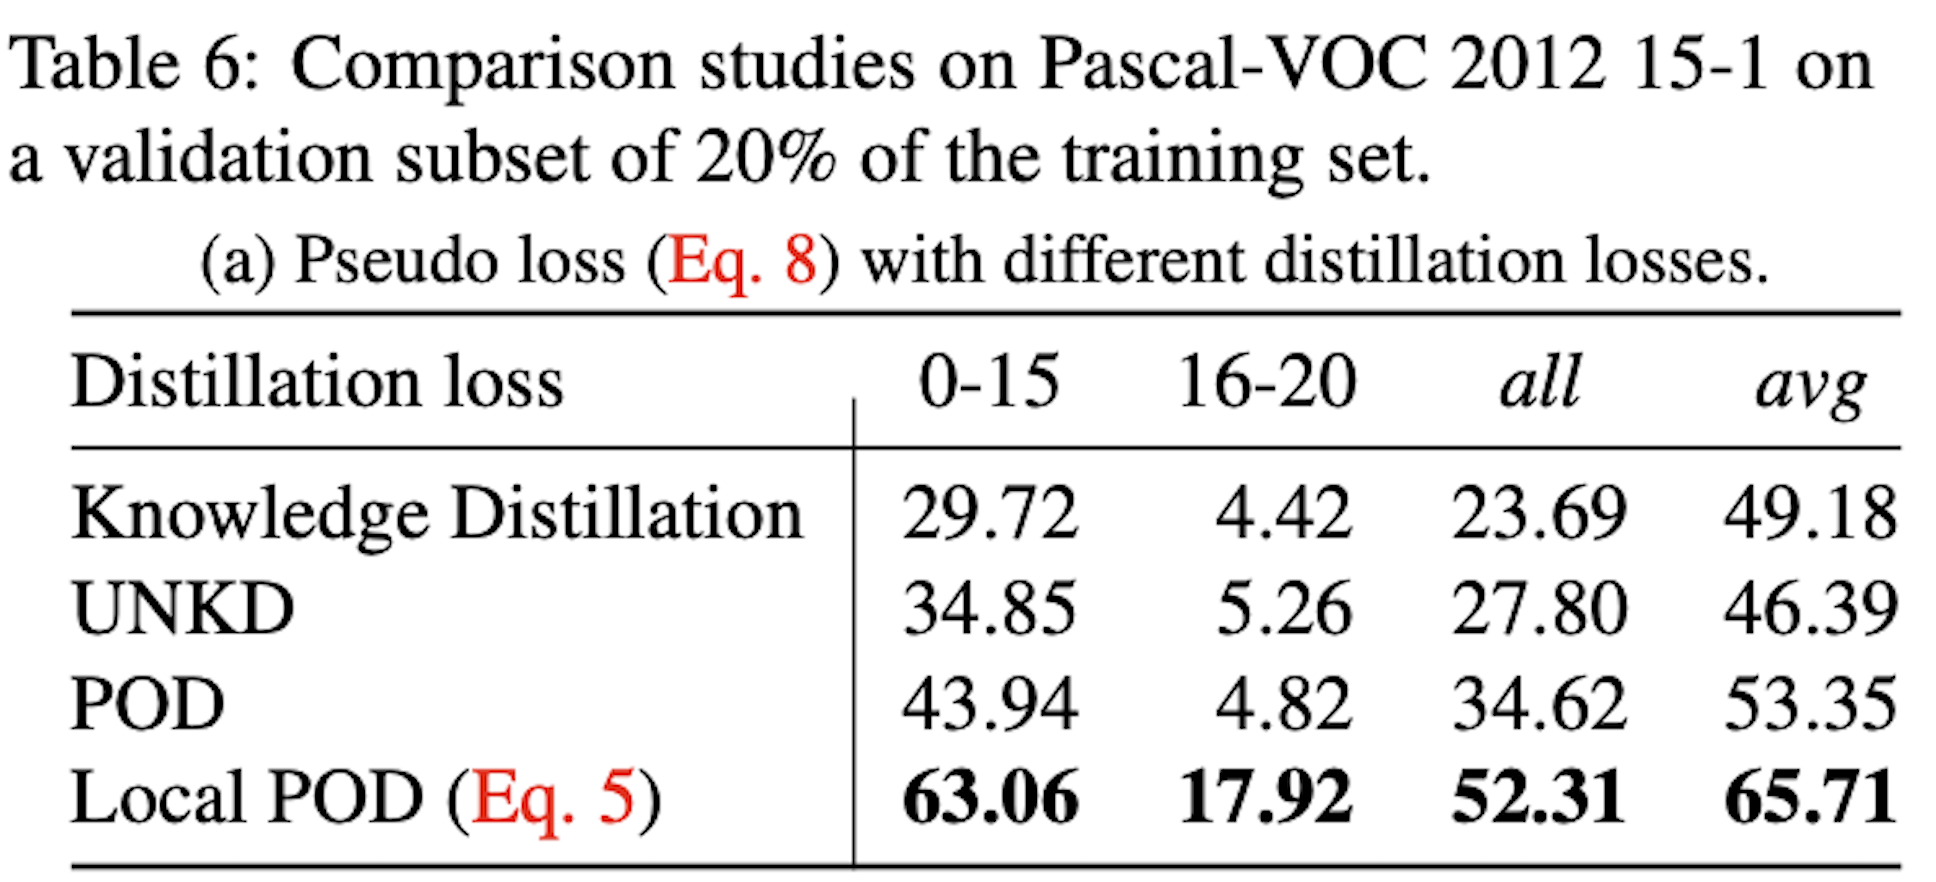 Table 6: Comparison studies on Pascal-VOC 2012 15-1 on
a validation subset of 20% of the training set.
(a) Pseudo loss (Eq. 8) with different distillation losses.
Distillation loss 0-15 16-20 all avg
Knowledge Distillation 29.72 4.42 23.69 49.18
UNKD 34.85 5.26 27.80 46.39
POD 43.94 4.82 34.62 53.35
Local POD (Eq. 5) 63.06 17.92 52.31 65.71